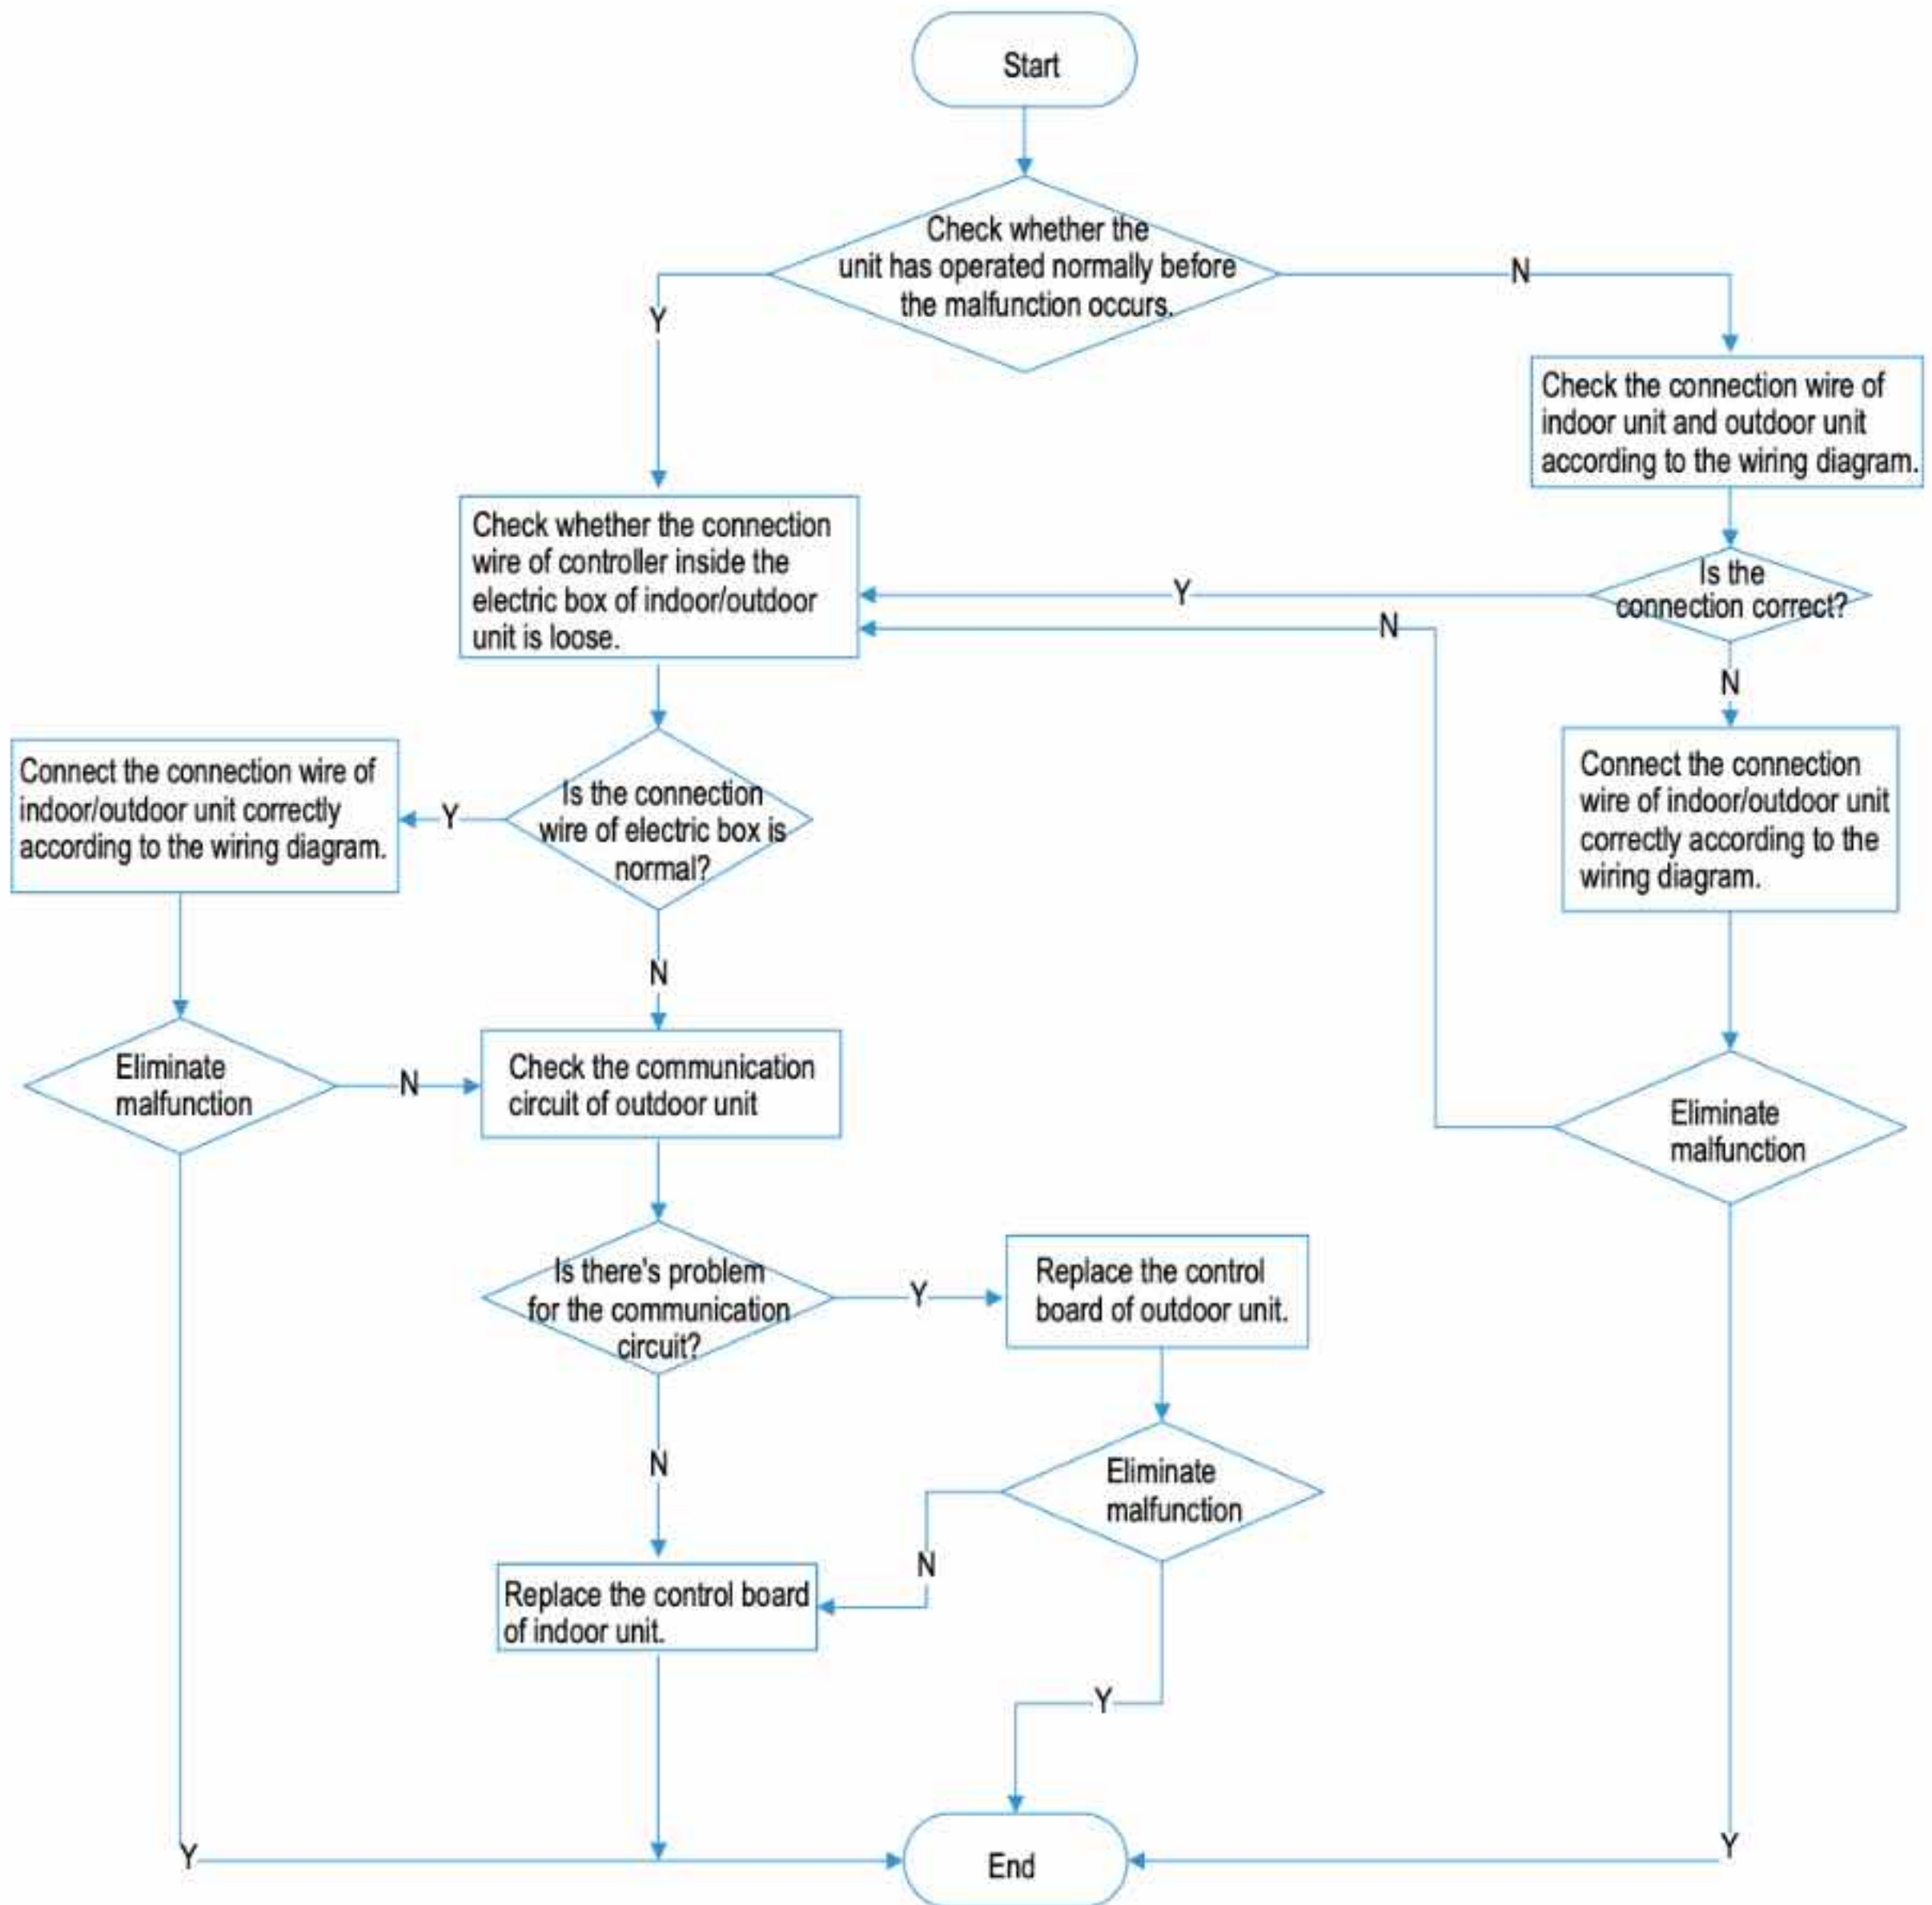 Start
Check whether the
unit has operated normally before
the malfunction occurs.
Y
N
Check the connection wire of
indoor unit and outdoor unit
according to the wiring diagram.
Check whether the connection
wire of controller inside the
electric box of indoor/outdoor
unit is loose.
Y
Is the
connection correct?
N
N
Connect the connection wire of
indoor/outdoor unit correctly
according to the wiring diagram.
Y
Is the connection
wire of electric box is
normal?
Connect the connection
wire of indoor/outdoor unit
correctly according to the
wiring diagram.
N
Eliminate
malfunction
N
Check the communication
circuit of outdoor unit
Eliminate
malfunction
Is there's problem
for the communication
circuit?
Y
Replace the control
board of outdoor unit.
N
Eliminate
malfunction
N
Replace the control board
of indoor unit.
Y
Y
End
Y